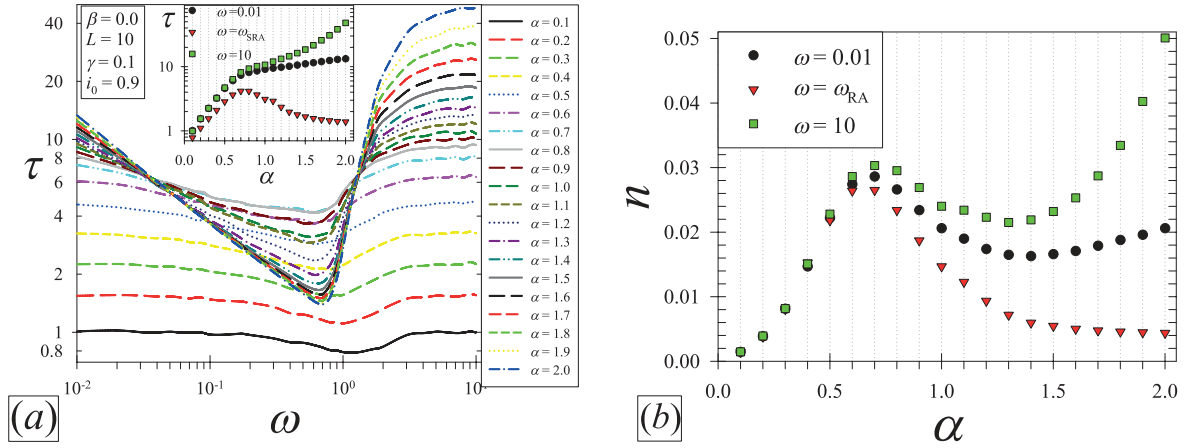 40
20
10
8
6
4
2
1
0.8
τ
β = 0.0
L = 10
γ = 0.1
i0 = 0.9
τ
10
1
ω=0.01
ω=ωSRA
ω=10
0.0 0.5 1.0 1.5 2.0
α
10-2 10-1 100 10
ω
(a)
α = 0.1
α = 0.2
α = 0.3
α = 0.4
α = 0.5
α = 0.6
α = 0.7
α = 0.8
α = 0.9
α = 1.0
α = 1.1
α = 1.2
α = 1.3
α = 1.4
α = 1.5
α = 1.6
α = 1.7
α = 1.8
α = 1.9
α = 2.0
0.05
0.04
0.03
0.02
0.01
0.00
n
ω = 0.01
ω = ωRA
ω = 10
0.0 0.5 1.0 1.5 2.0
α
(b)